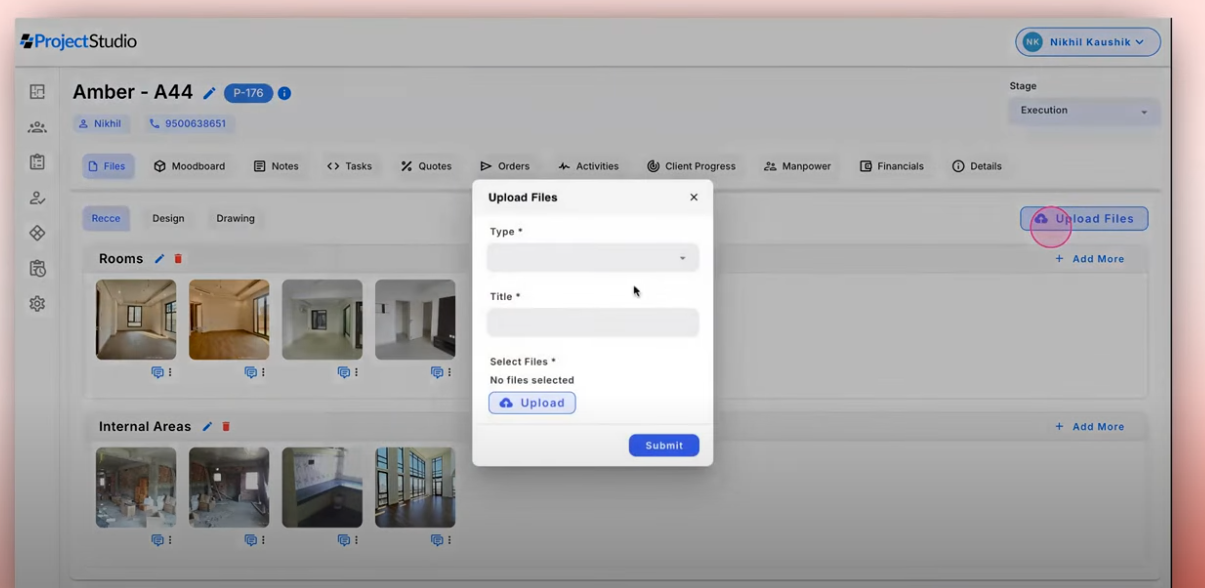 ProjectStudio
NK Nikhil Kaushik
Amber - A44 P-176
Stage
Execution
Nikhil 9500638651
Files Moodboard Notes Tasks Quotes Orders Activities Client Progress Manpower Financials Details
Recce Design Drawing
Upload Files
Rooms
+ Add More
Internal Areas
+ Add More
Upload Files
Type *
Title *
Select Files *
No files selected
Upload
Submit